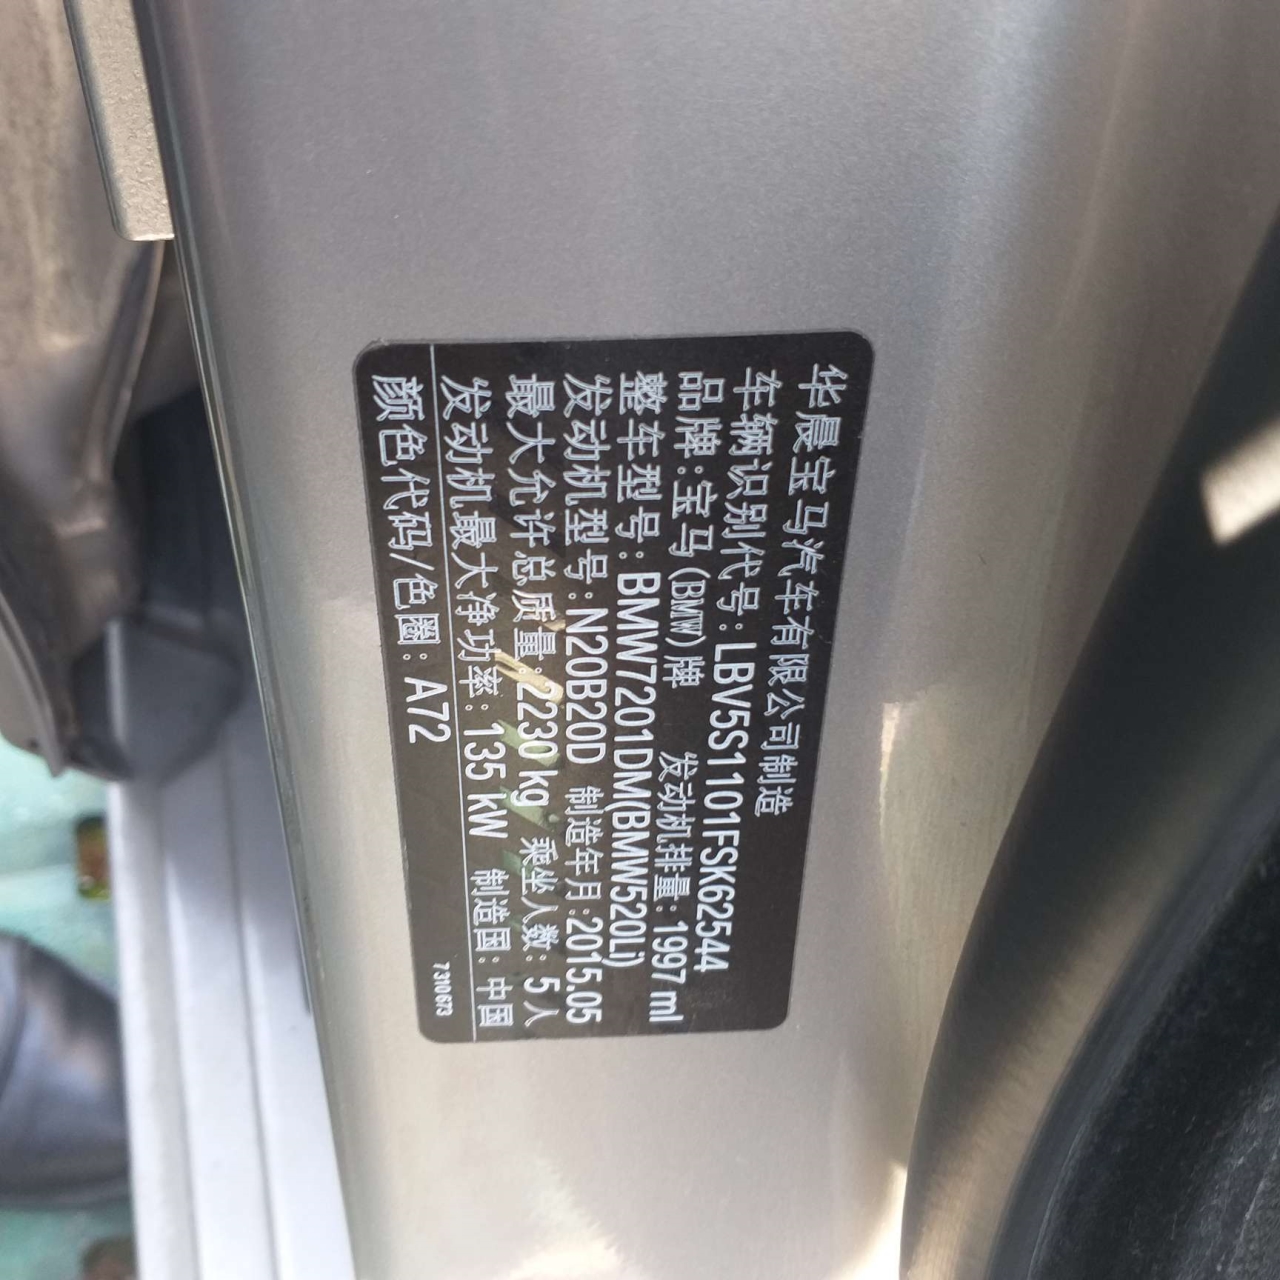 华晨宝马汽车有限公司制造
车辆识别代号: LBV5S1101FSK62544
品牌:宝马(BMW)牌 发动机排量: 1997 ml
整车型号: BMW7201DM(BMW520Li)
发动机型号: N20B20D 制造年月:2015.05
最大允许总质量:2230 kg 乘坐人数: 5 人
发动机最大净功率: 135 kW 制造国: 中国
颜色代码/色圈: A72
7310673